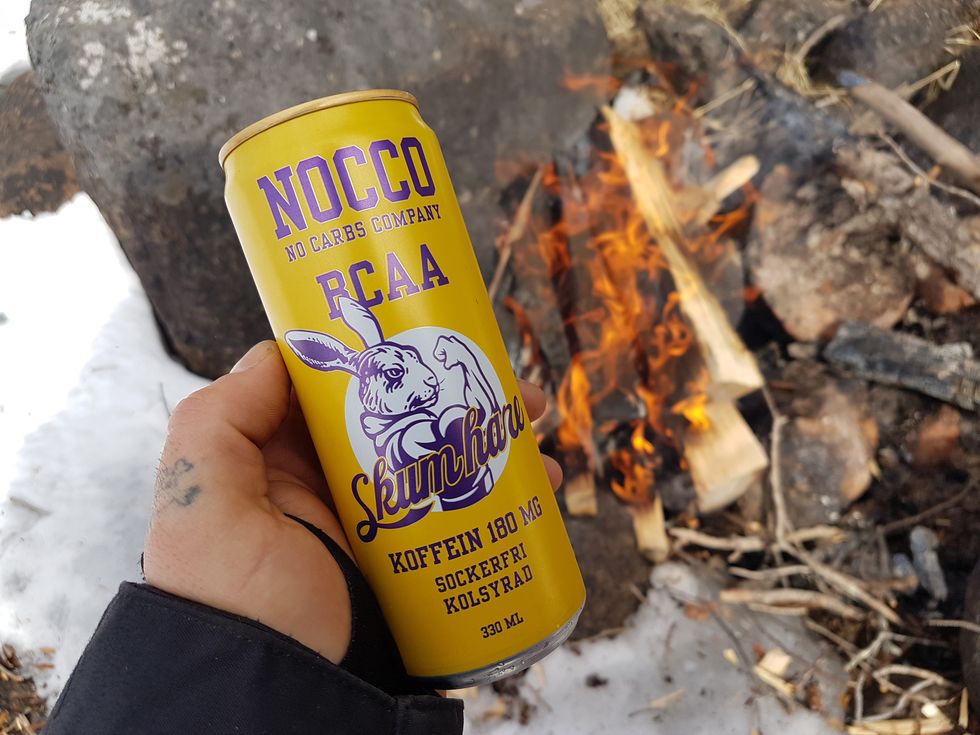 NOCCO
NO CARBS COMPANY
BCAA
Skumhare
KOFFEIN 180 MG
SOCKERFRI
KOLSYRAD
330 ML